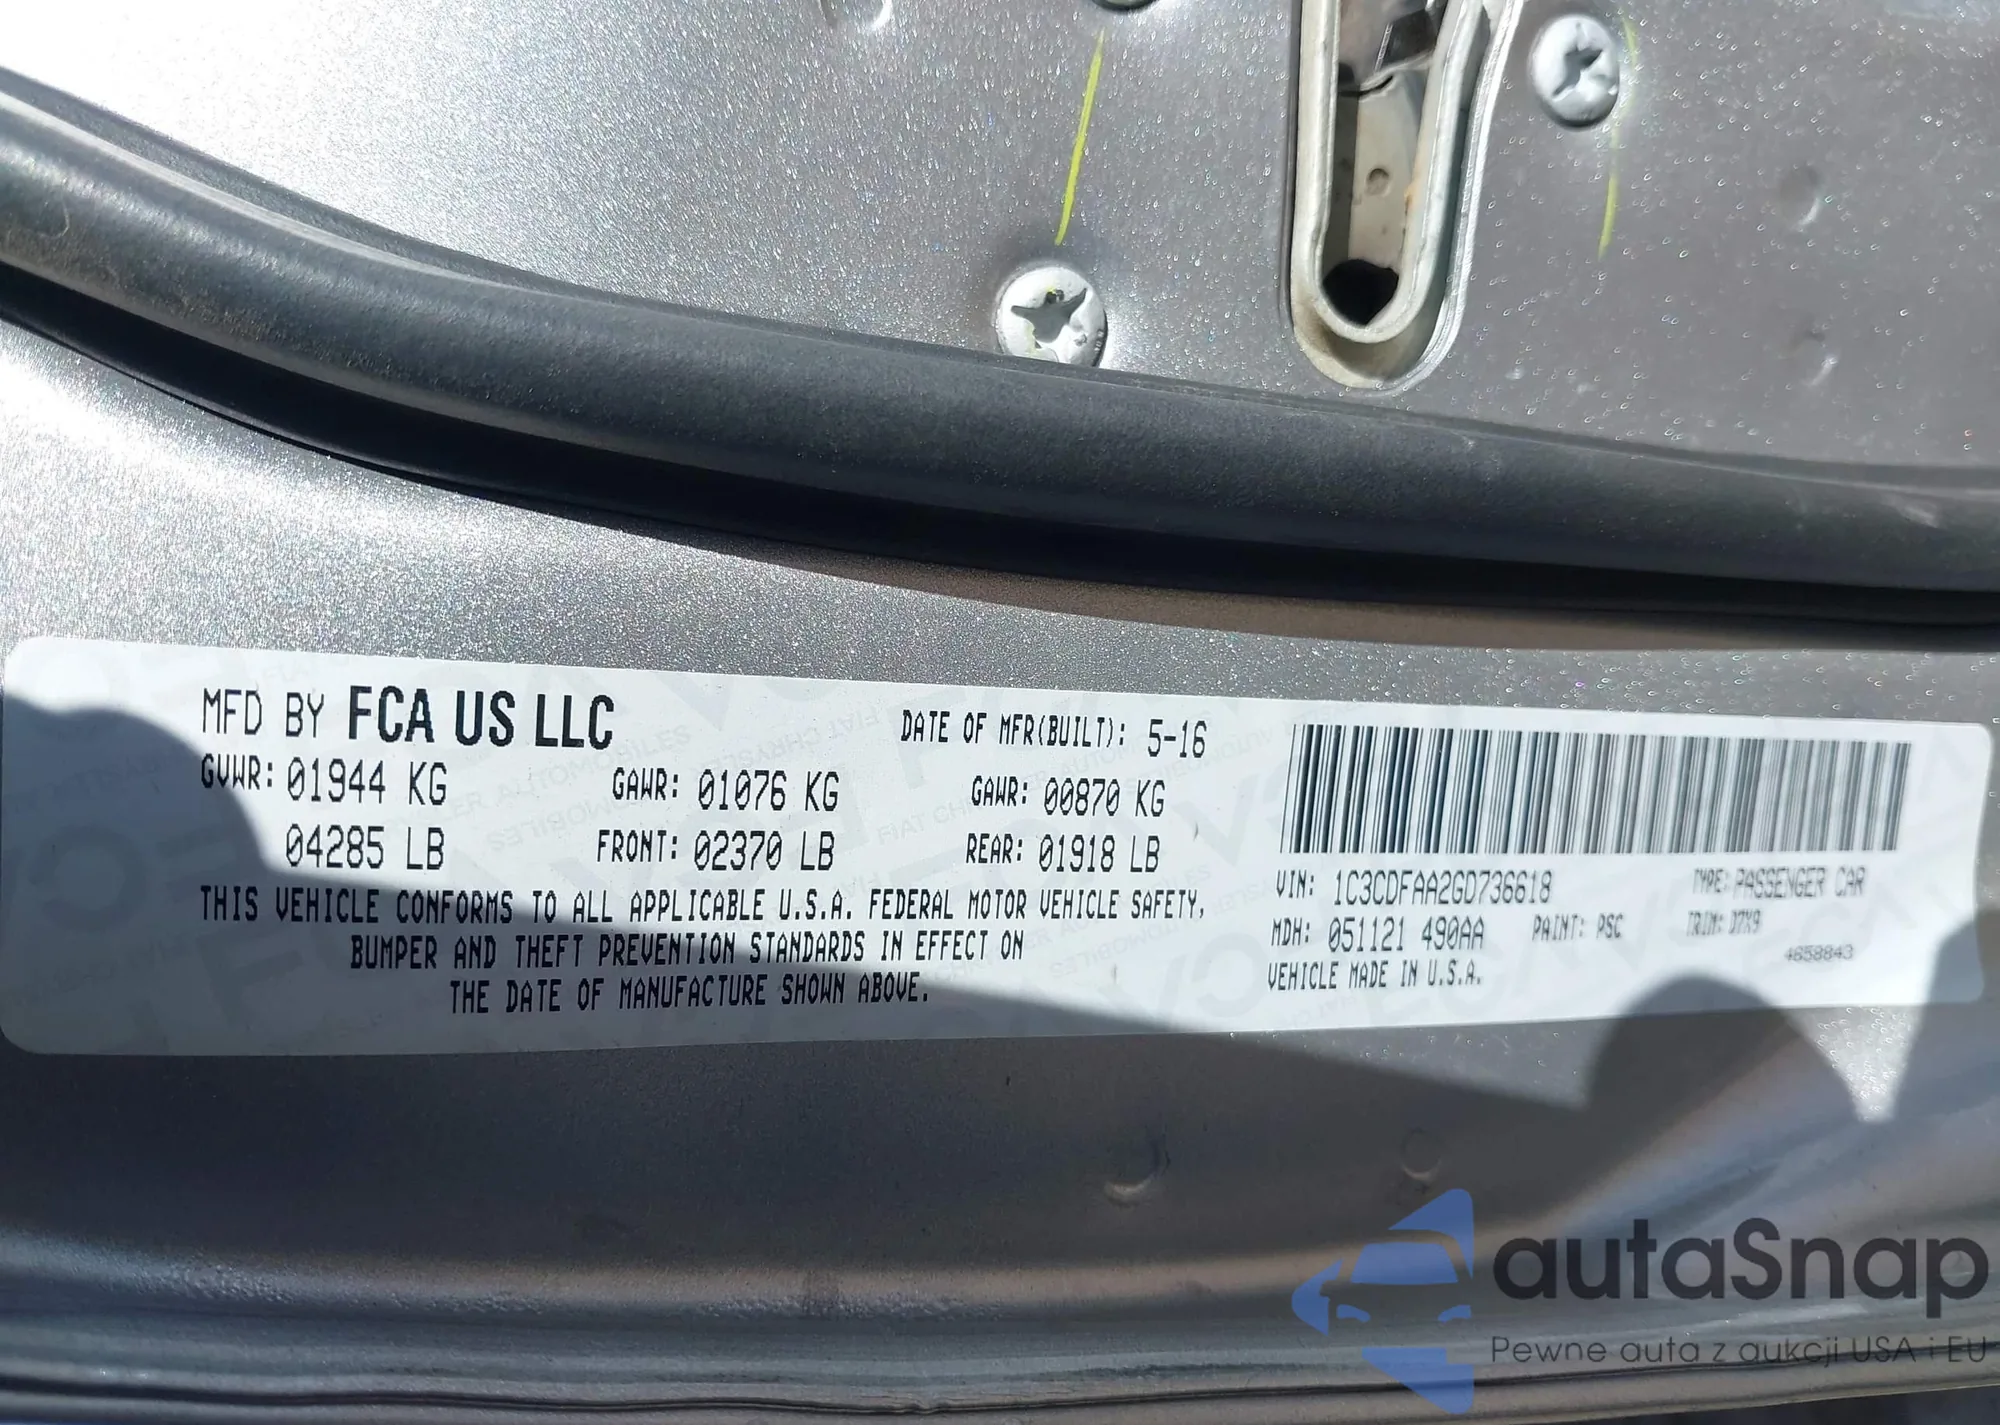 MFD BY FCA US LLC
DATE OF MFR(BUILT): 5-16
GVWR: 01944 KG
GAWR: 01076 KG
GAWR: 00870 KG
04285 LB
FRONT: 02370 LB
REAR: 01918 LB
THIS VEHICLE CONFORMS TO ALL APPLICABLE U.S.A. FEDERAL MOTOR VEHICLE SAFETY,
BUMPER AND THEFT PREVENTION STANDARDS IN EFFECT ON
THE DATE OF MANUFACTURE SHOWN ABOVE.
VIN: 1C3CDFAA2GD736618
TYPE: PASSENGER CAR
MDH: 051121 490AA
PAINT: PSC
TRIM: D7X9
VEHICLE MADE IN U.S.A.
4658843
autaSnap
Pewne auta z aukcji USA i EU